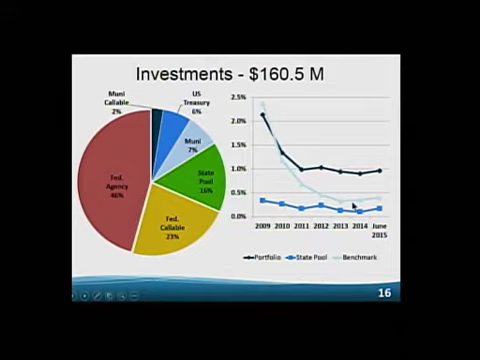 Investments - $160.5 M
Muni
Callable
2%
US
Treasury
6%
Muni
7%
State
Pool
16%
Fed.
Callable
23%
Fed.
Agency
46%
2.5%
2.0%
1.5%
1.0%
0.5%
0.0%
2009 2010 2011 2012 2013 2014 June
2015
Portfolio State Pool Benchmark
16